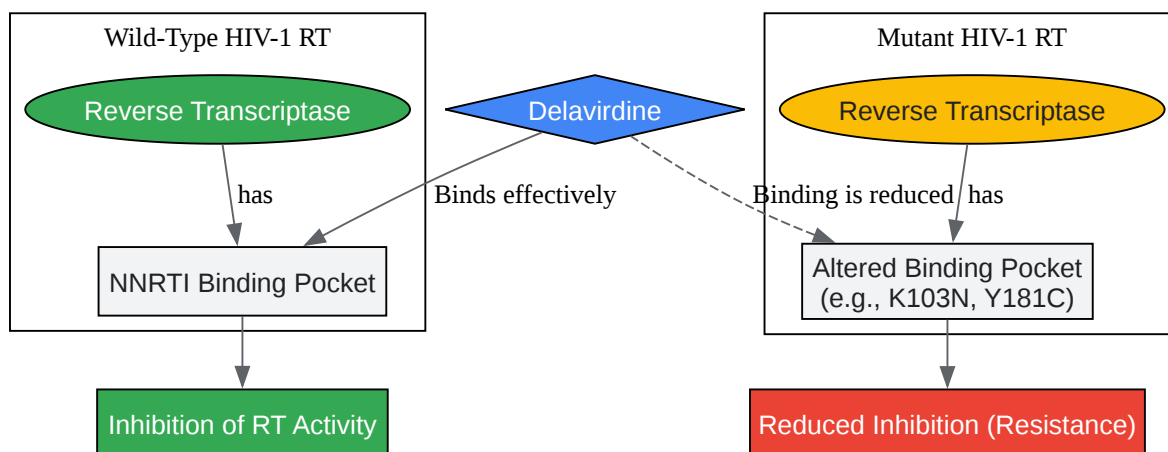 Wild-Type HIV-1 RT
Mutant HIV-1 RT
Reverse Transcriptase
Delavirdine
Reverse Transcriptase
has
Binds effectively
Binding is reduced
has
NNRTI Binding Pocket
Altered Binding Pocket
(e.g., K103N, Y181C)
Inhibition of RT Activity
Reduced Inhibition (Resistance)